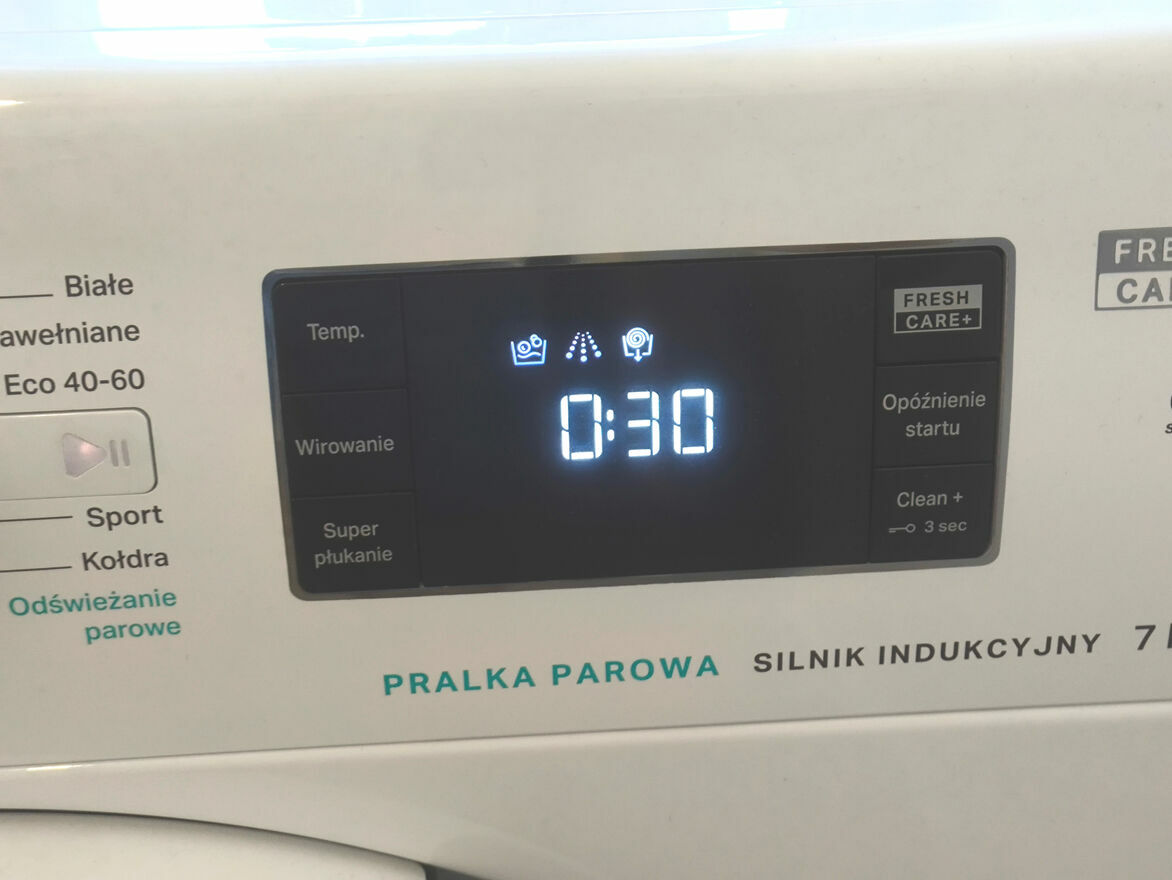 Białe
awełniane
Eco 40-60
Sport
Kołdra
Odświeżanie
parowe
Temp.
Wirowanie
Super
płukanie
0:30
FRESH
CARE+
Opóźnienie
startu
Clean +
3 sec
FRE
CA
PRALKA PAROWA
SILNIK INDUKCYJNY
7